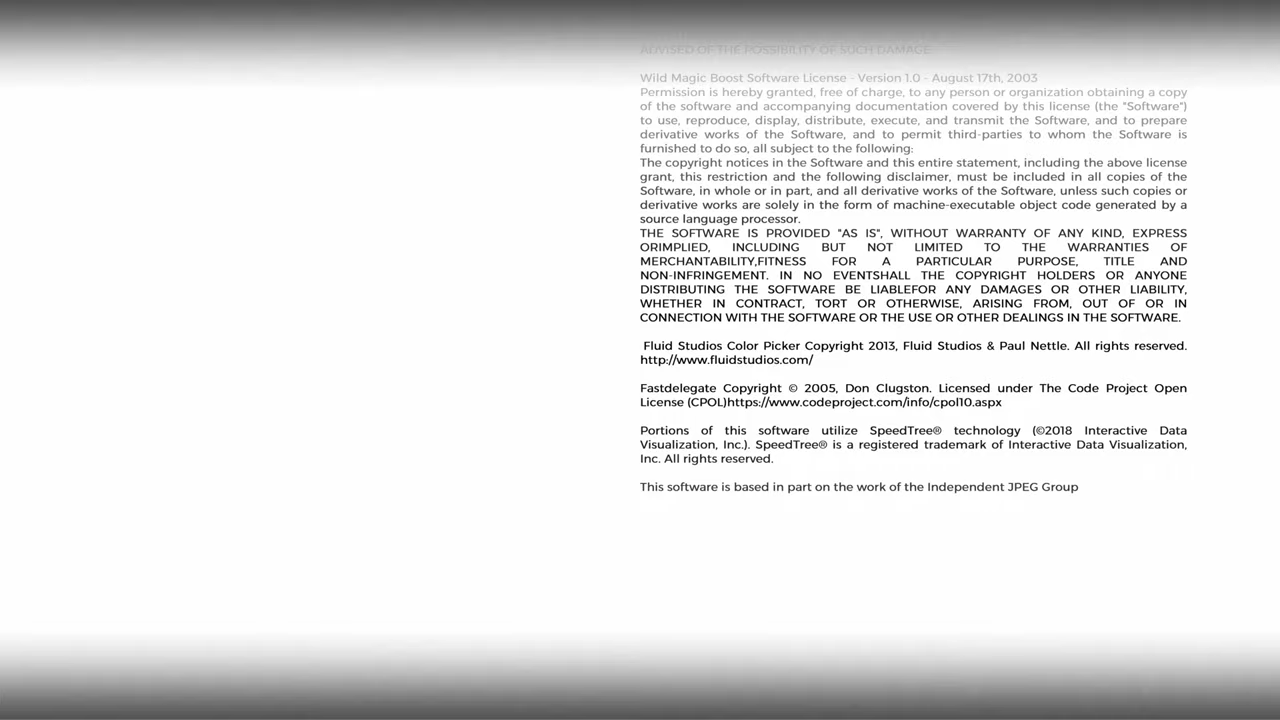 ADVISED OF THE POSSIBILITY OF SUCH DAMAGE.
Wild Magic Boost Software License - Version 1.0 - August 17th, 2003
Permission is hereby granted, free of charge, to any person or organization obtaining a copy
of the software and accompanying documentation covered by this license (the "Software")
to use, reproduce, display, distribute, execute, and transmit the Software, and to prepare
derivative works of the Software, and to permit third-parties to whom the Software is
furnished to do so, all subject to the following:
The copyright notices in the Software and this entire statement, including the above license
grant, this restriction and the following disclaimer, must be included in all copies of the
Software, in whole or in part, and all derivative works of the Software, unless such copies or
derivative works are solely in the form of machine-executable object code generated by a
source language processor.
THE SOFTWARE IS PROVIDED "AS IS", WITHOUT WARRANTY OF ANY KIND, EXPRESS
ORIMPLIED, INCLUDING BUT NOT LIMITED TO THE WARRANTIES OF
MERCHANTABILITY,FITNESS FOR A PARTICULAR PURPOSE, TITLE AND
NON-INFRINGEMENT. IN NO EVENTSHALL THE COPYRIGHT HOLDERS OR ANYONE
DISTRIBUTING THE SOFTWARE BE LIABLEFOR ANY DAMAGES OR OTHER LIABILITY,
WHETHER IN CONTRACT, TORT OR OTHERWISE, ARISING FROM, OUT OF OR IN
CONNECTION WITH THE SOFTWARE OR THE USE OR OTHER DEALINGS IN THE SOFTWARE.
Fluid Studios Color Picker Copyright 2013, Fluid Studios & Paul Nettle. All rights reserved.
http://www.fluidstudios.com/
Fastdelegate Copyright © 2005, Don Clugston. Licensed under The Code Project Open
License (CPOL)https://www.codeproject.com/info/cpol10.aspx
Portions of this software utilize SpeedTree® technology (©2018 Interactive Data
Visualization, Inc.). SpeedTree® is a registered trademark of Interactive Data Visualization,
Inc. All rights reserved.
This software is based in part on the work of the Independent JPEG Group